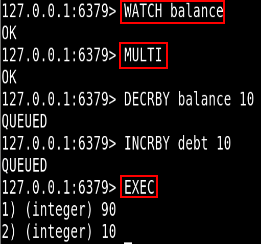 127.0.0.1:6379> WATCH balance
OK
127.0.0.1:6379> MULTI
OK
127.0.0.1:6379> DECRBY balance 10
QUEUED
127.0.0.1:6379> INCRBY debt 10
QUEUED
127.0.0.1:6379> EXEC
1) (integer) 90
2) (integer) 10